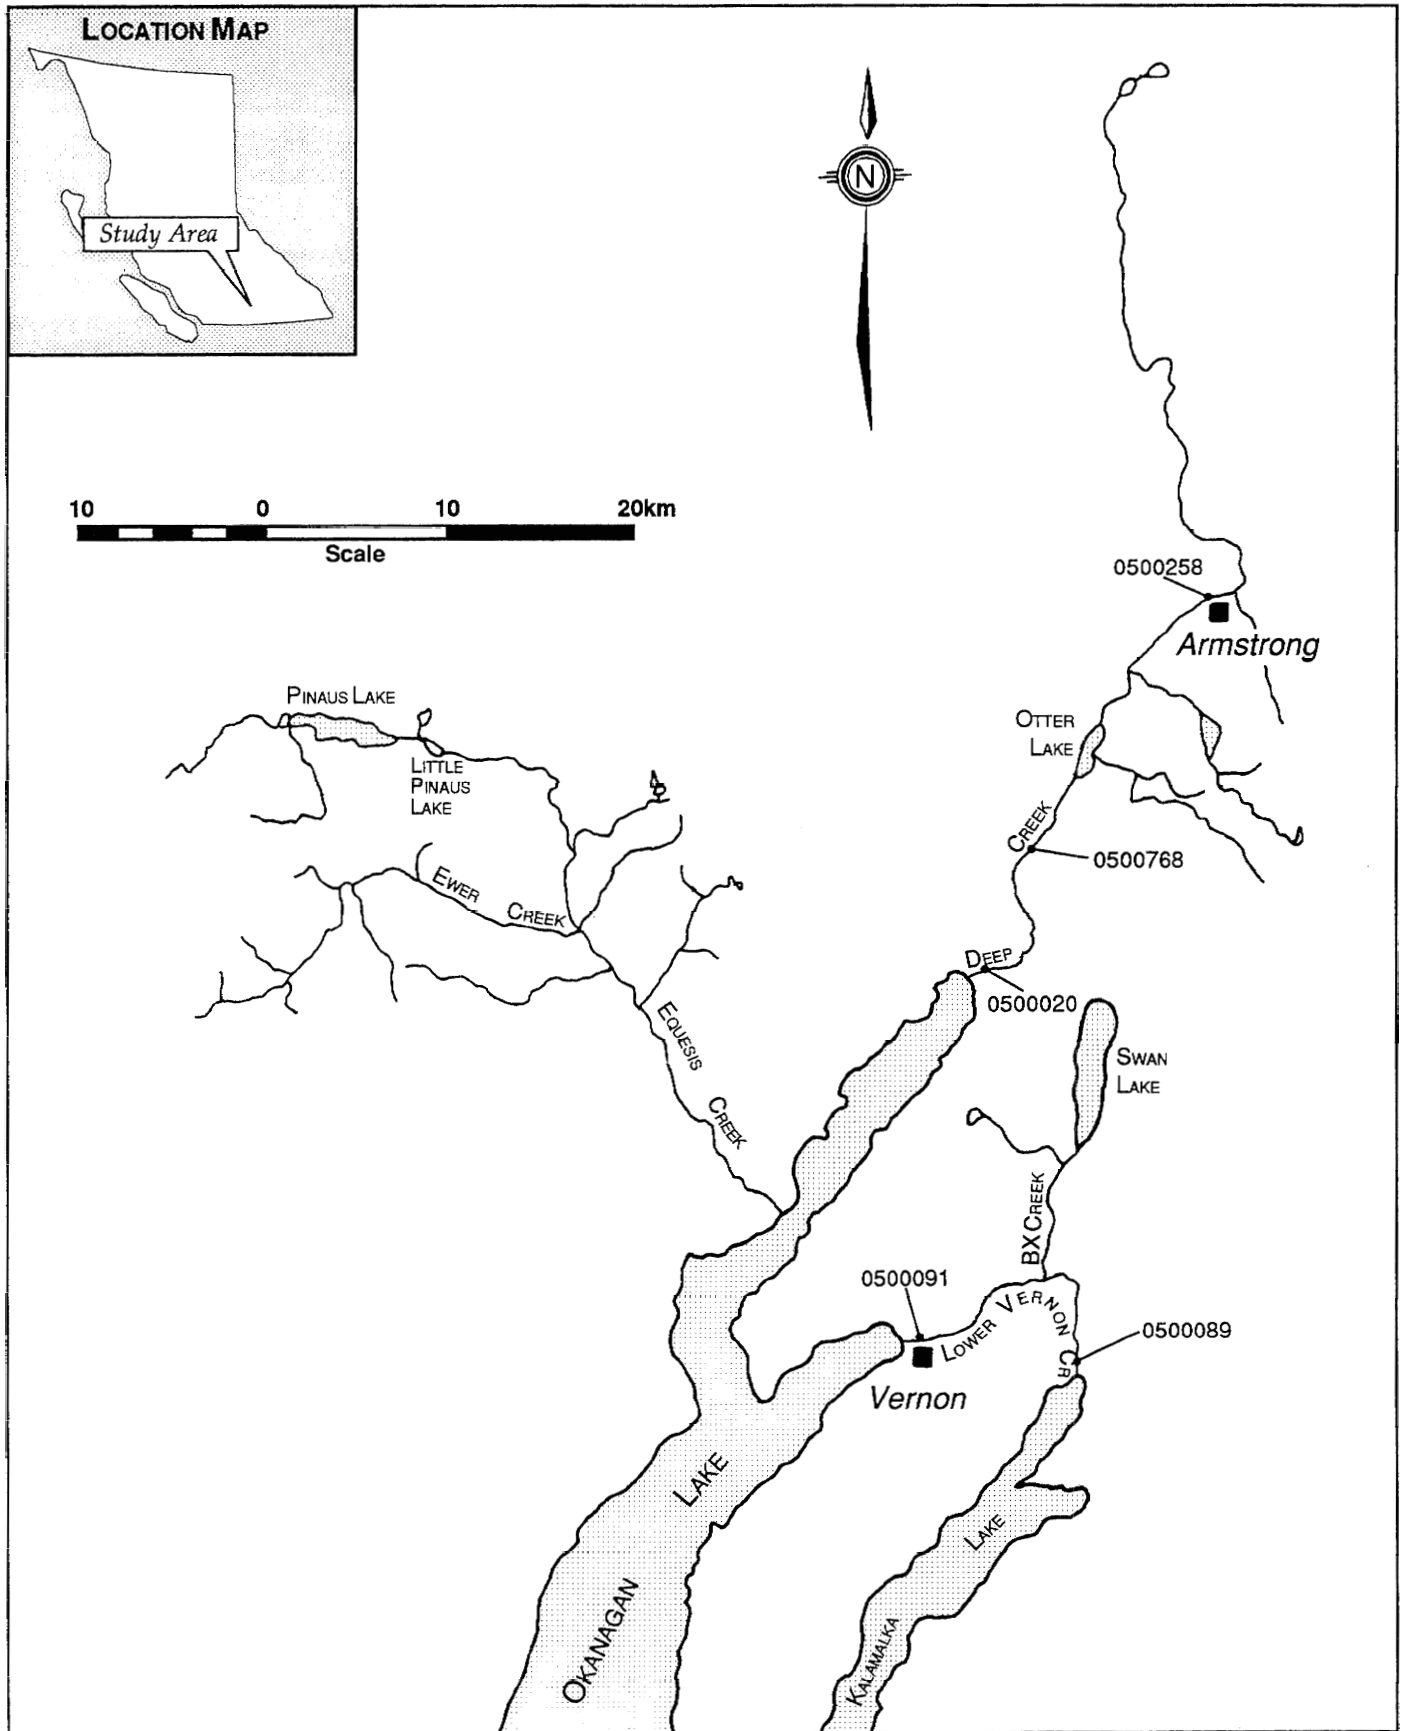 LOCATION MAP
Study Area
N
10 0 10 20km
Scale
0500258
Armstrong
PINAUS LAKE
OTTER
LAKE
LITTLE
PINAUS
LAKE
CREEK
0500768
EWER CREEK
DEEP
0500020
EQUESIS CREEK
SWAN
LAKE
BX CREEK
0500091
LOWER VERNON CR
0500089
Vernon
OKANAGAN LAKE
KALAMALKA LAKE